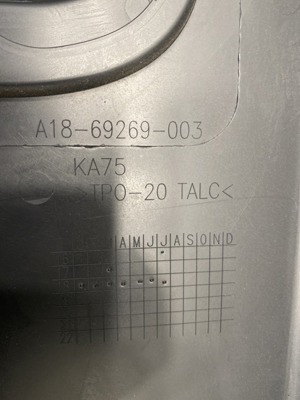 A18-69269-003
KA75
>TPO-20 TALC<
A M J J A S O N D